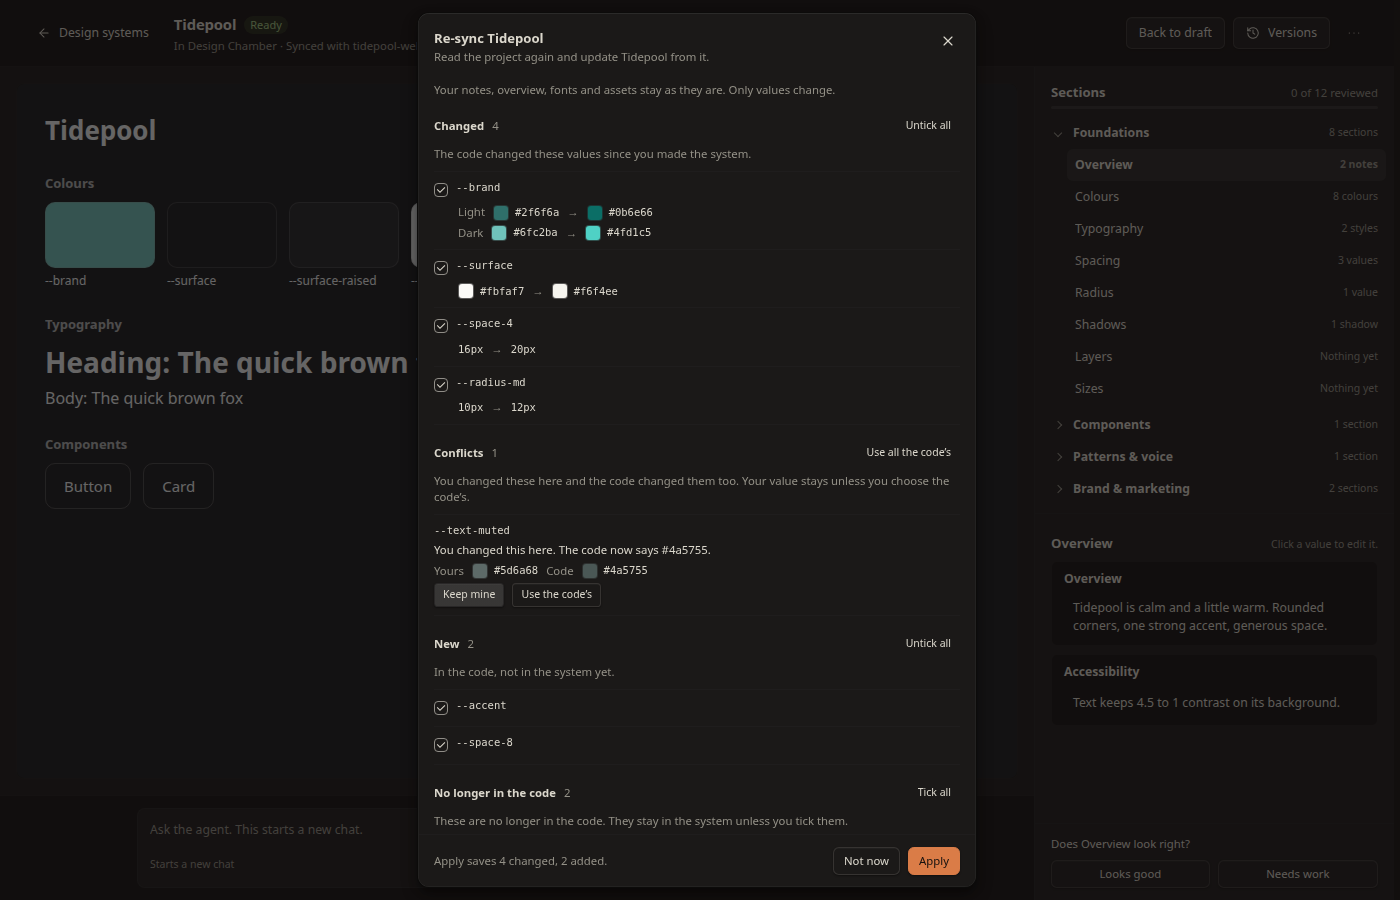 Design systems
Tidepool
Ready
In Design Chamber · Synced with tidepool-we
Back to draft
Versions
Tidepool
Colours
--brand
--surface
--surface-raised
Typography
Heading: The quick brown
Body: The quick brown fox
Components
Button
Card
Ask the agent. This starts a new chat.
Starts a new chat
Re-sync Tidepool
Read the project again and update Tidepool from it.
Your notes, overview, fonts and assets stay as they are. Only values change.
Changed 4
Untick all
The code changed these values since you made the system.
--brand
Light #2f6f6a → #0b6e66
Dark #6fc2ba → #4fd1c5
--surface
#fbfaf7 → #f6f4ee
--space-4
16px → 20px
--radius-md
10px → 12px
Conflicts 1
Use all the code's
You changed these here and the code changed them too. Your value stays unless you choose the
code's.
--text-muted
You changed this here. The code now says #4a5755.
Yours #5d6a68 Code #4a5755
Keep mine
Use the code's
New 2
Untick all
In the code, not in the system yet.
--accent
--space-8
No longer in the code 2
Tick all
These are no longer in the code. They stay in the system unless you tick them.
Apply saves 4 changed, 2 added.
Not now
Apply
Sections
0 of 12 reviewed
Foundations
8 sections
Overview
2 notes
Colours
8 colours
Typography
2 styles
Spacing
3 values
Radius
1 value
Shadows
1 shadow
Layers
Nothing yet
Sizes
Nothing yet
Components
1 section
Patterns & voice
1 section
Brand & marketing
2 sections
Overview
Click a value to edit it.
Overview
Tidepool is calm and a little warm. Rounded
corners, one strong accent, generous space.
Accessibility
Text keeps 4.5 to 1 contrast on its background.
Does Overview look right?
Looks good
Needs work